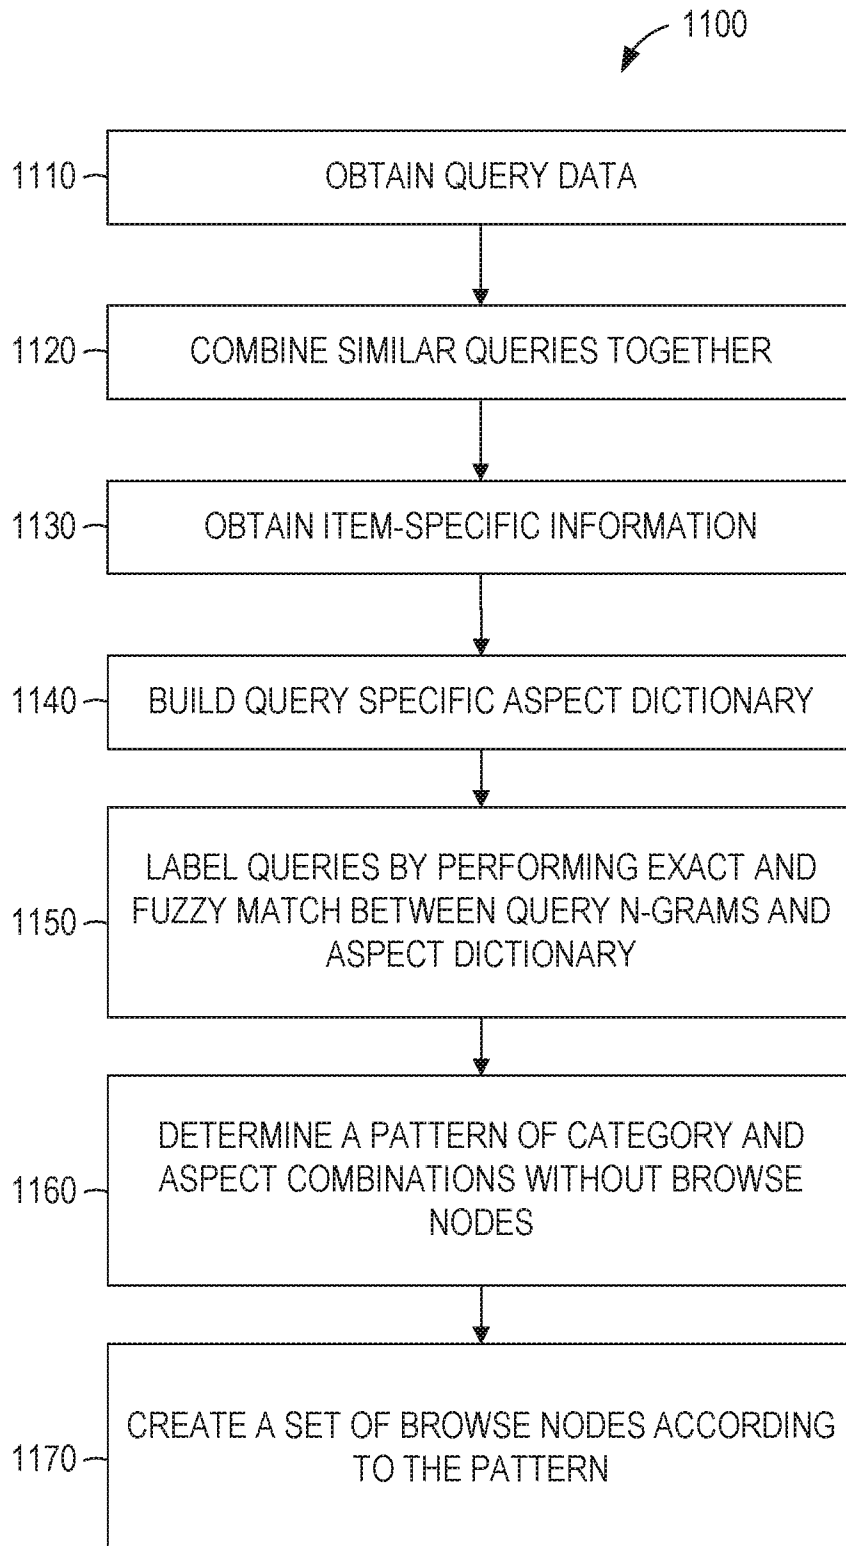 1100
1110
OBTAIN QUERY DATA
1120
COMBINE SIMILAR QUERIES TOGETHER
1130
OBTAIN ITEM-SPECIFIC INFORMATION
1140
BUILD QUERY SPECIFIC ASPECT DICTIONARY
LABEL QUERIES BY PERFORMING EXACT AND
1150
FUZZY MATCH BETWEEN QUERY N-GRAMS AND
ASPECT DICTIONARY
DETERMINE A PATTERN OF CATEGORY AND
1160
ASPECT COMBINATIONS WITHOUT BROWSE
NODES
1170
CREATE A SET OF BROWSE NODES ACCORDING
TO THE PATTERN